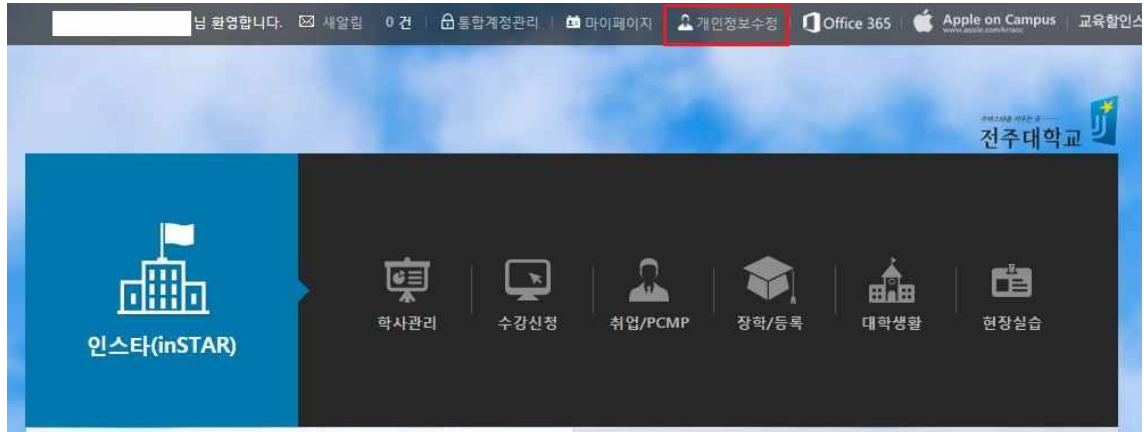 님 환영합니다. 새알림 0 건 통합계정관리 마이페이지 개인정보수정 Office 365 Apple on Campus 교육할인스
전주대학교
학사관리 수강신청 취업/PCMP 장학/등록 대학생활 현장실습
인스타(inSTAR)